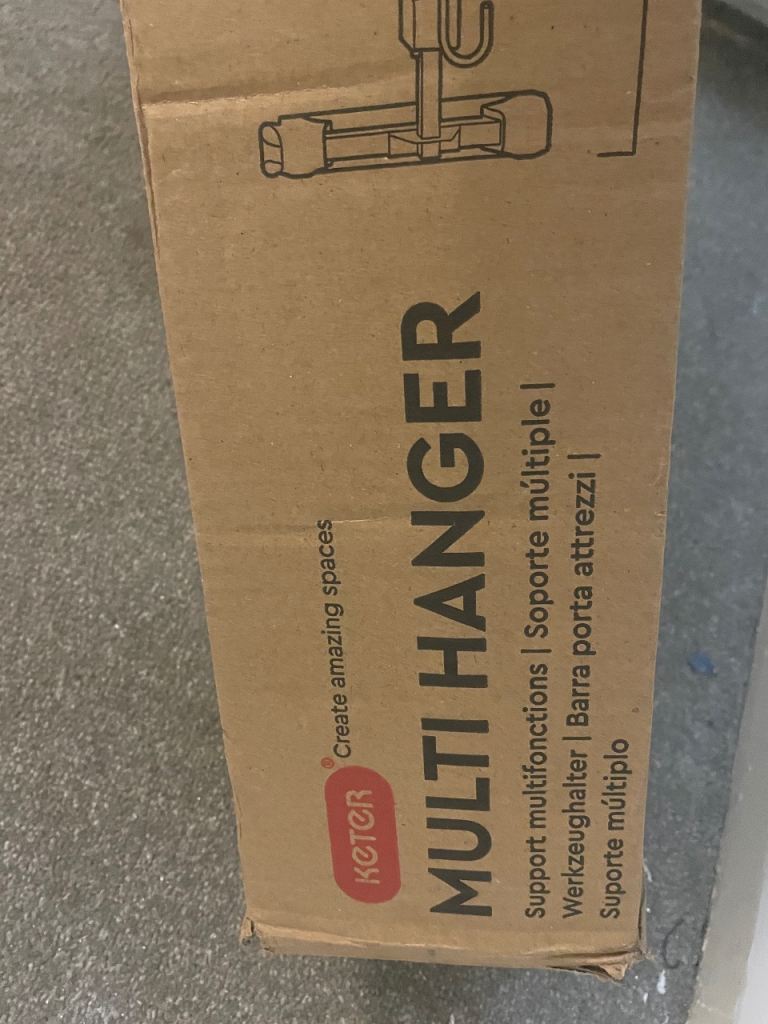 KETER® Create amazing spaces
MULTI HANGER
Support multifonctions | Soporte múltiple |
Werkzeughalter | Barra porta attrezzi |
Suporte múltiplo